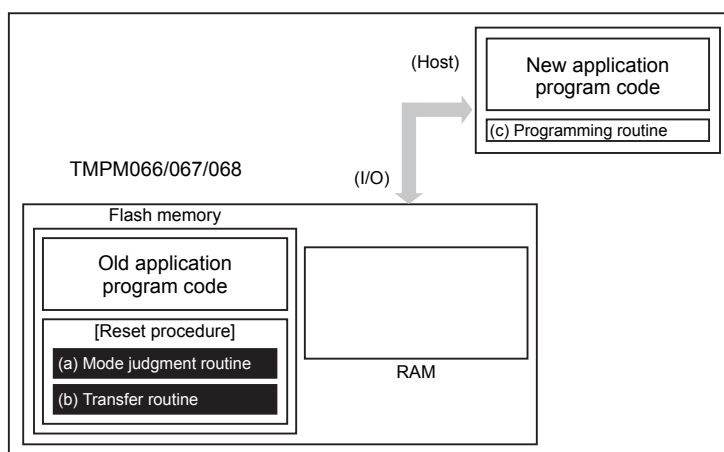 (Host)
New application
program code
(c) Programming routine
TMPM066/067/068
(I/O)
Flash memory
Old application
program code
[Reset procedure]
(a) Mode judgment routine
(b) Transfer routine
RAM